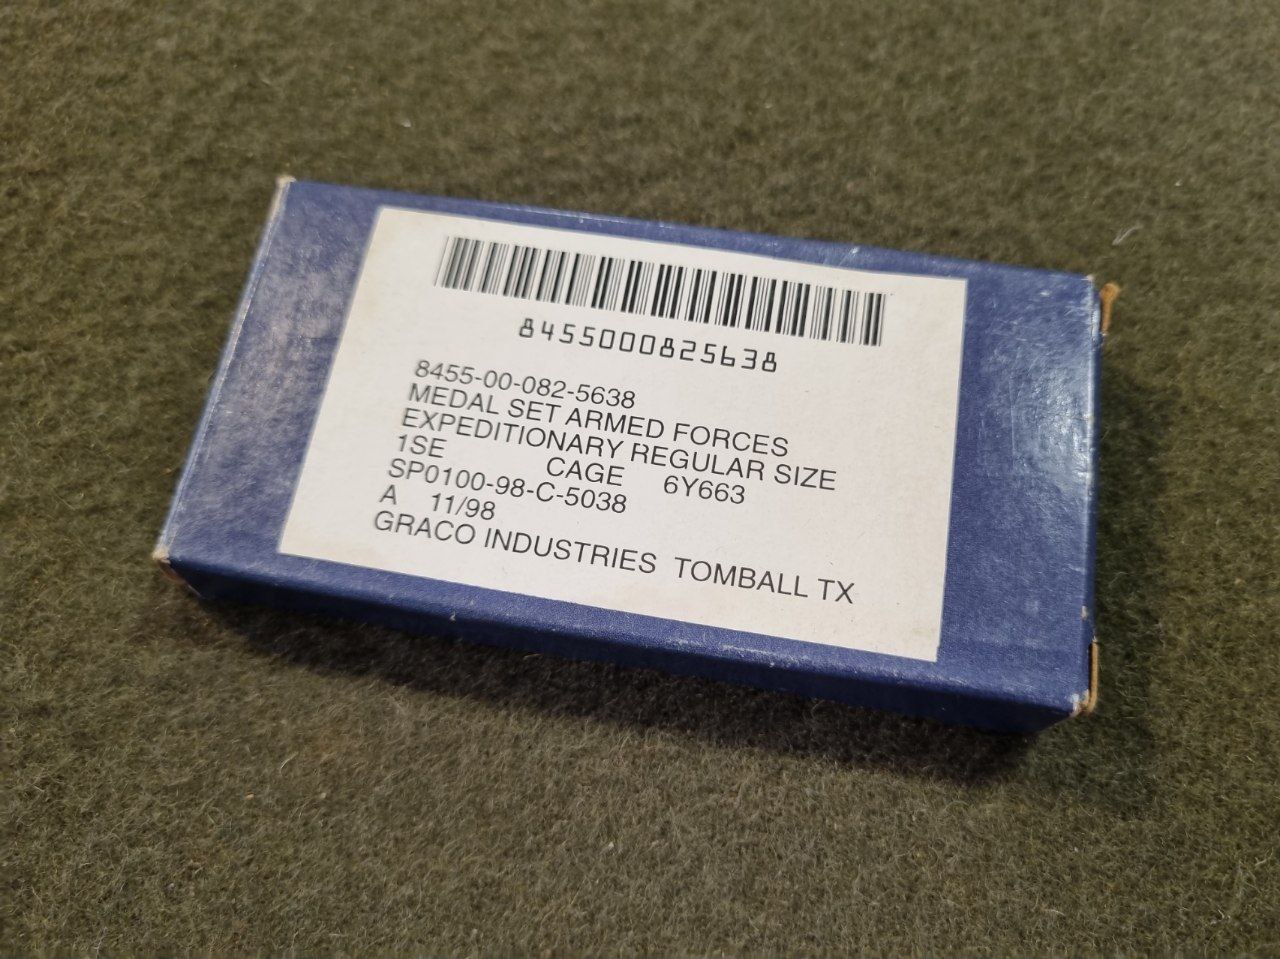 8455000825638
8455-00-082-5638
MEDAL SET ARMED FORCES
EXPEDITIONARY REGULAR SIZE
1SE CAGE 6Y663
SP0100-98-C-5038
A 11/98
GRACO INDUSTRIES TOMBALL TX